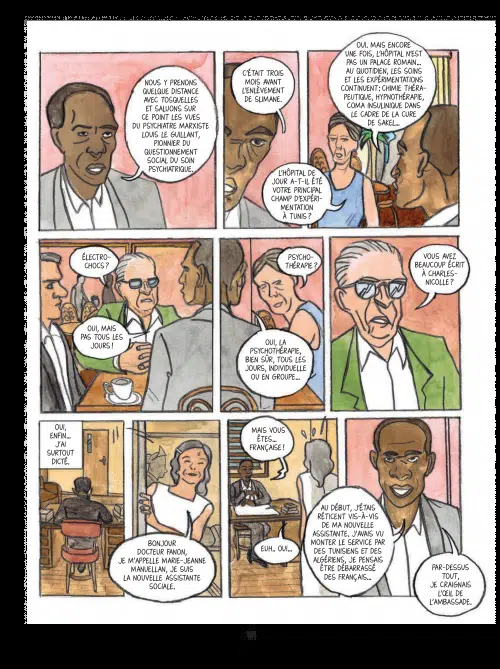 NOUS Y PRENONS
QUELQUE DISTANCE
AVEC TOSQUELLES
ET SALUONS SUR
CE POINT LES VUES
DU PSYCHIATRE MARXISTE
LOUIS LE GUILLANT,
PIONNIER DU
QUESTIONNEMENT
SOCIAL DU SOIN
PSYCHIATRIQUE.
C'ÉTAIT TROIS
MOIS AVANT
L'ENLÈVEMENT
DE SLIMANE.
OUI. MAIS ENCORE
UNE FOIS, L'HÔPITAL N'EST
PAS UN PALACE ROMAIN...
AU QUOTIDIEN, LES SOINS
ET LES EXPÉRIMENTATIONS
CONTINUENT : CHIMIE THÉRA-
PEUTIQUE, HYPNOTHÉRAPIE,
COMA INSULINIQUE DANS
LE CADRE DE LA CURE
DE SAKEL...
L'HÔPITAL DE
JOUR A-T-IL ÉTÉ
VOTRE PRINCIPAL
CHAMP D'EXPÉRI-
MENTATION
À TUNIS ?
ÉLECTRO-
CHOCS ?
OUI, MAIS
PAS TOUS LES
JOURS !
PSYCHO-
THÉRAPIE ?
OUI, LA
PSYCHOTHÉRAPIE,
BIEN SÛR, TOUS LES
JOURS, INDIVIDUELLE
OU EN GROUPE...
VOUS AVEZ
BEAUCOUP ÉCRIT
À CHARLES-
NICOLLE ?
OUI,
ENFIN...
J'AI
SURTOUT
DICTÉ.
BONJOUR
DOCTEUR FANON,
JE M'APPELLE MARIE-JEANNE
MANUELLAN, JE SUIS
LA NOUVELLE ASSISTANTE
SOCIALE.
MAIS VOUS
ÊTES...
FRANÇAISE !
EUH... OUI...
AU DÉBUT, J'ÉTAIS
RÉTICENT VIS-À-VIS
DE MA NOUVELLE
ASSISTANTE. J'AVAIS VU
MONTER LE SERVICE PAR
DES TUNISIENS ET DES
ALGÉRIENS, JE PENSAIS
ÊTRE DÉBARRASSÉ
DES FRANÇAIS...
PAR-DESSUS
TOUT,
JE CRAIGNAIS
L'ŒIL DE
L'AMBASSADE.